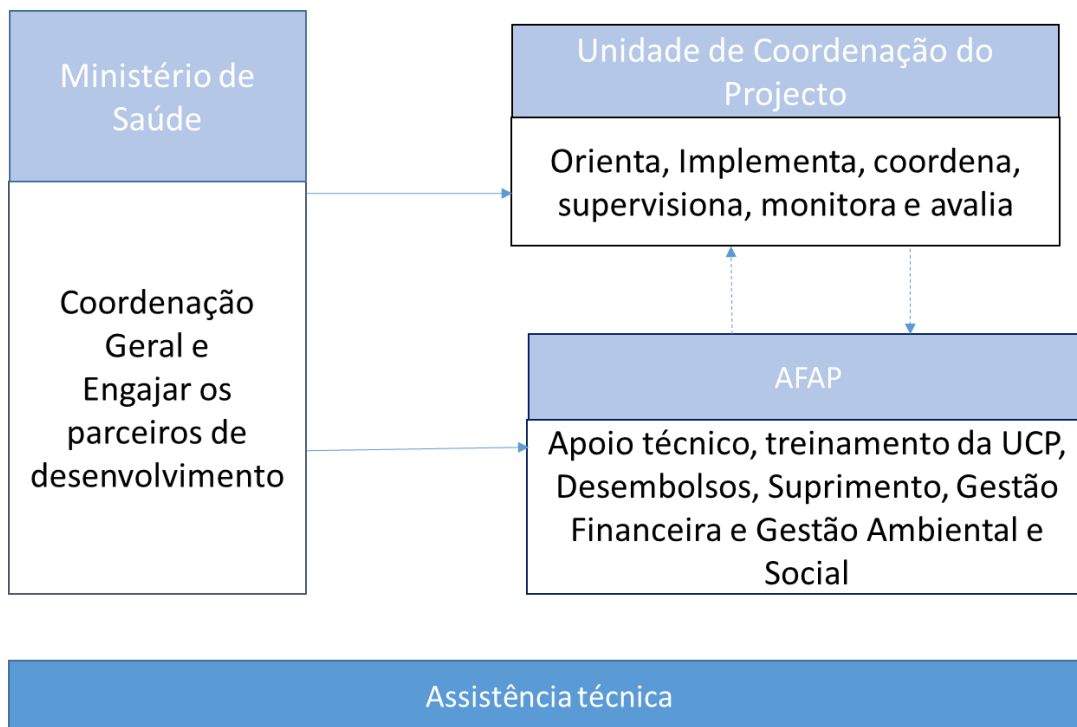 Ministério de
Saúde
Coordenação
Geral e
Engajar os
parceiros de
desenvolvimento
Unidade de Coordenação do
Projecto
Orienta, Implementa, coordena,
supervisiona, monitora e avalia
AFAP
Apoio técnico, treinamento da UCP,
Desembolsos, Suprimento, Gestão
Financeira e Gestão Ambiental e
Social
Assistência técnica